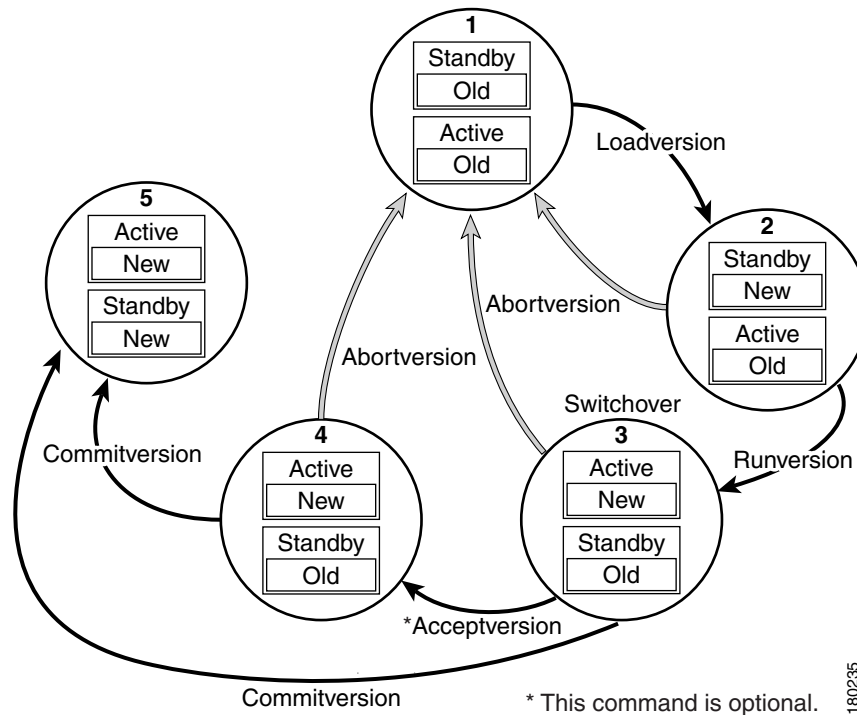 1
Standby
Old
Active
Old
Loadversion
2
Standby
New
Active
Old
5
Active
New
Standby
New
Abortversion
Abortversion
Switchover
3
Active
New
Standby
Old
Runversion
4
Active
New
Standby
Old
Commitversion
*Acceptversion
Commitversion
* This command is optional.
180235